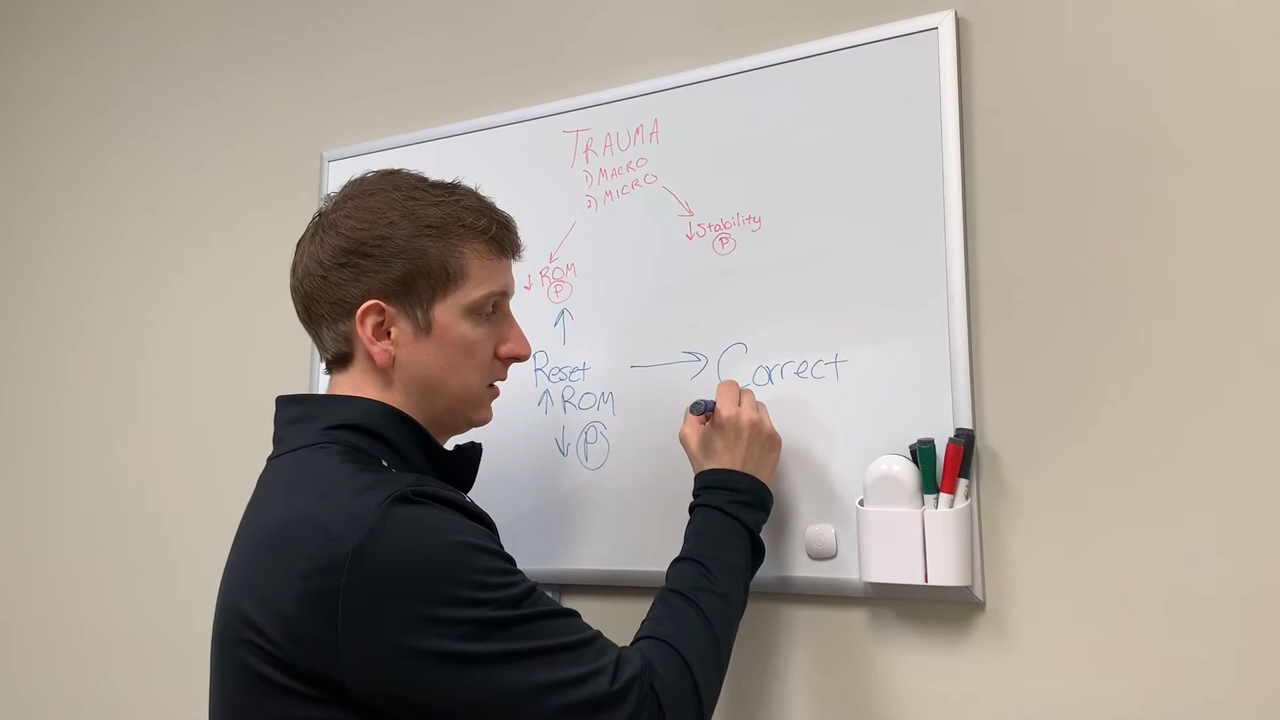 TRAUMA
1) MACRO
2) MICRO
↓ Stability
P
↓ ROM
P
↑
Reset → Correct
↑ ROM
↓ P